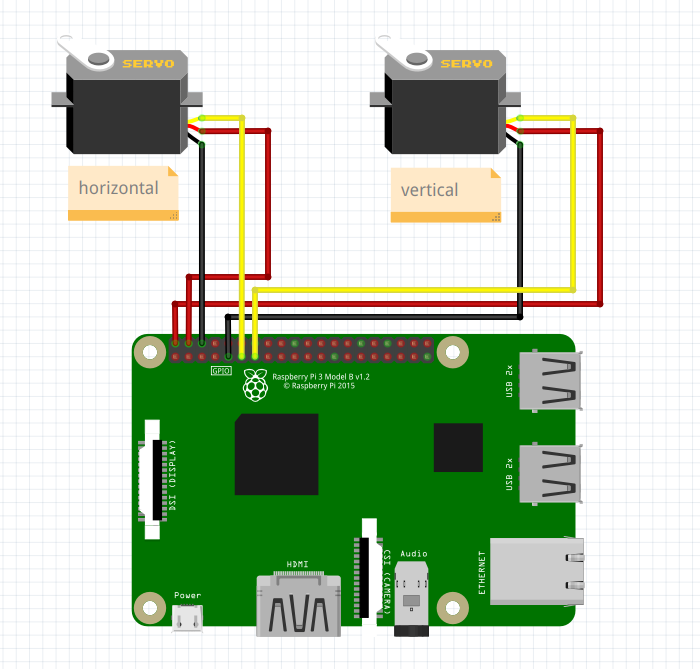 SERVO
SERVO
horizontal
vertical
GPIO
Raspberry Pi 3 Model B v1.2
© Raspberry Pi 2015
USB 2x
DSI (DISPLAY)
USB 2x
HDMI
CSI (CAMERA)
Audio
ETHERNET
Power